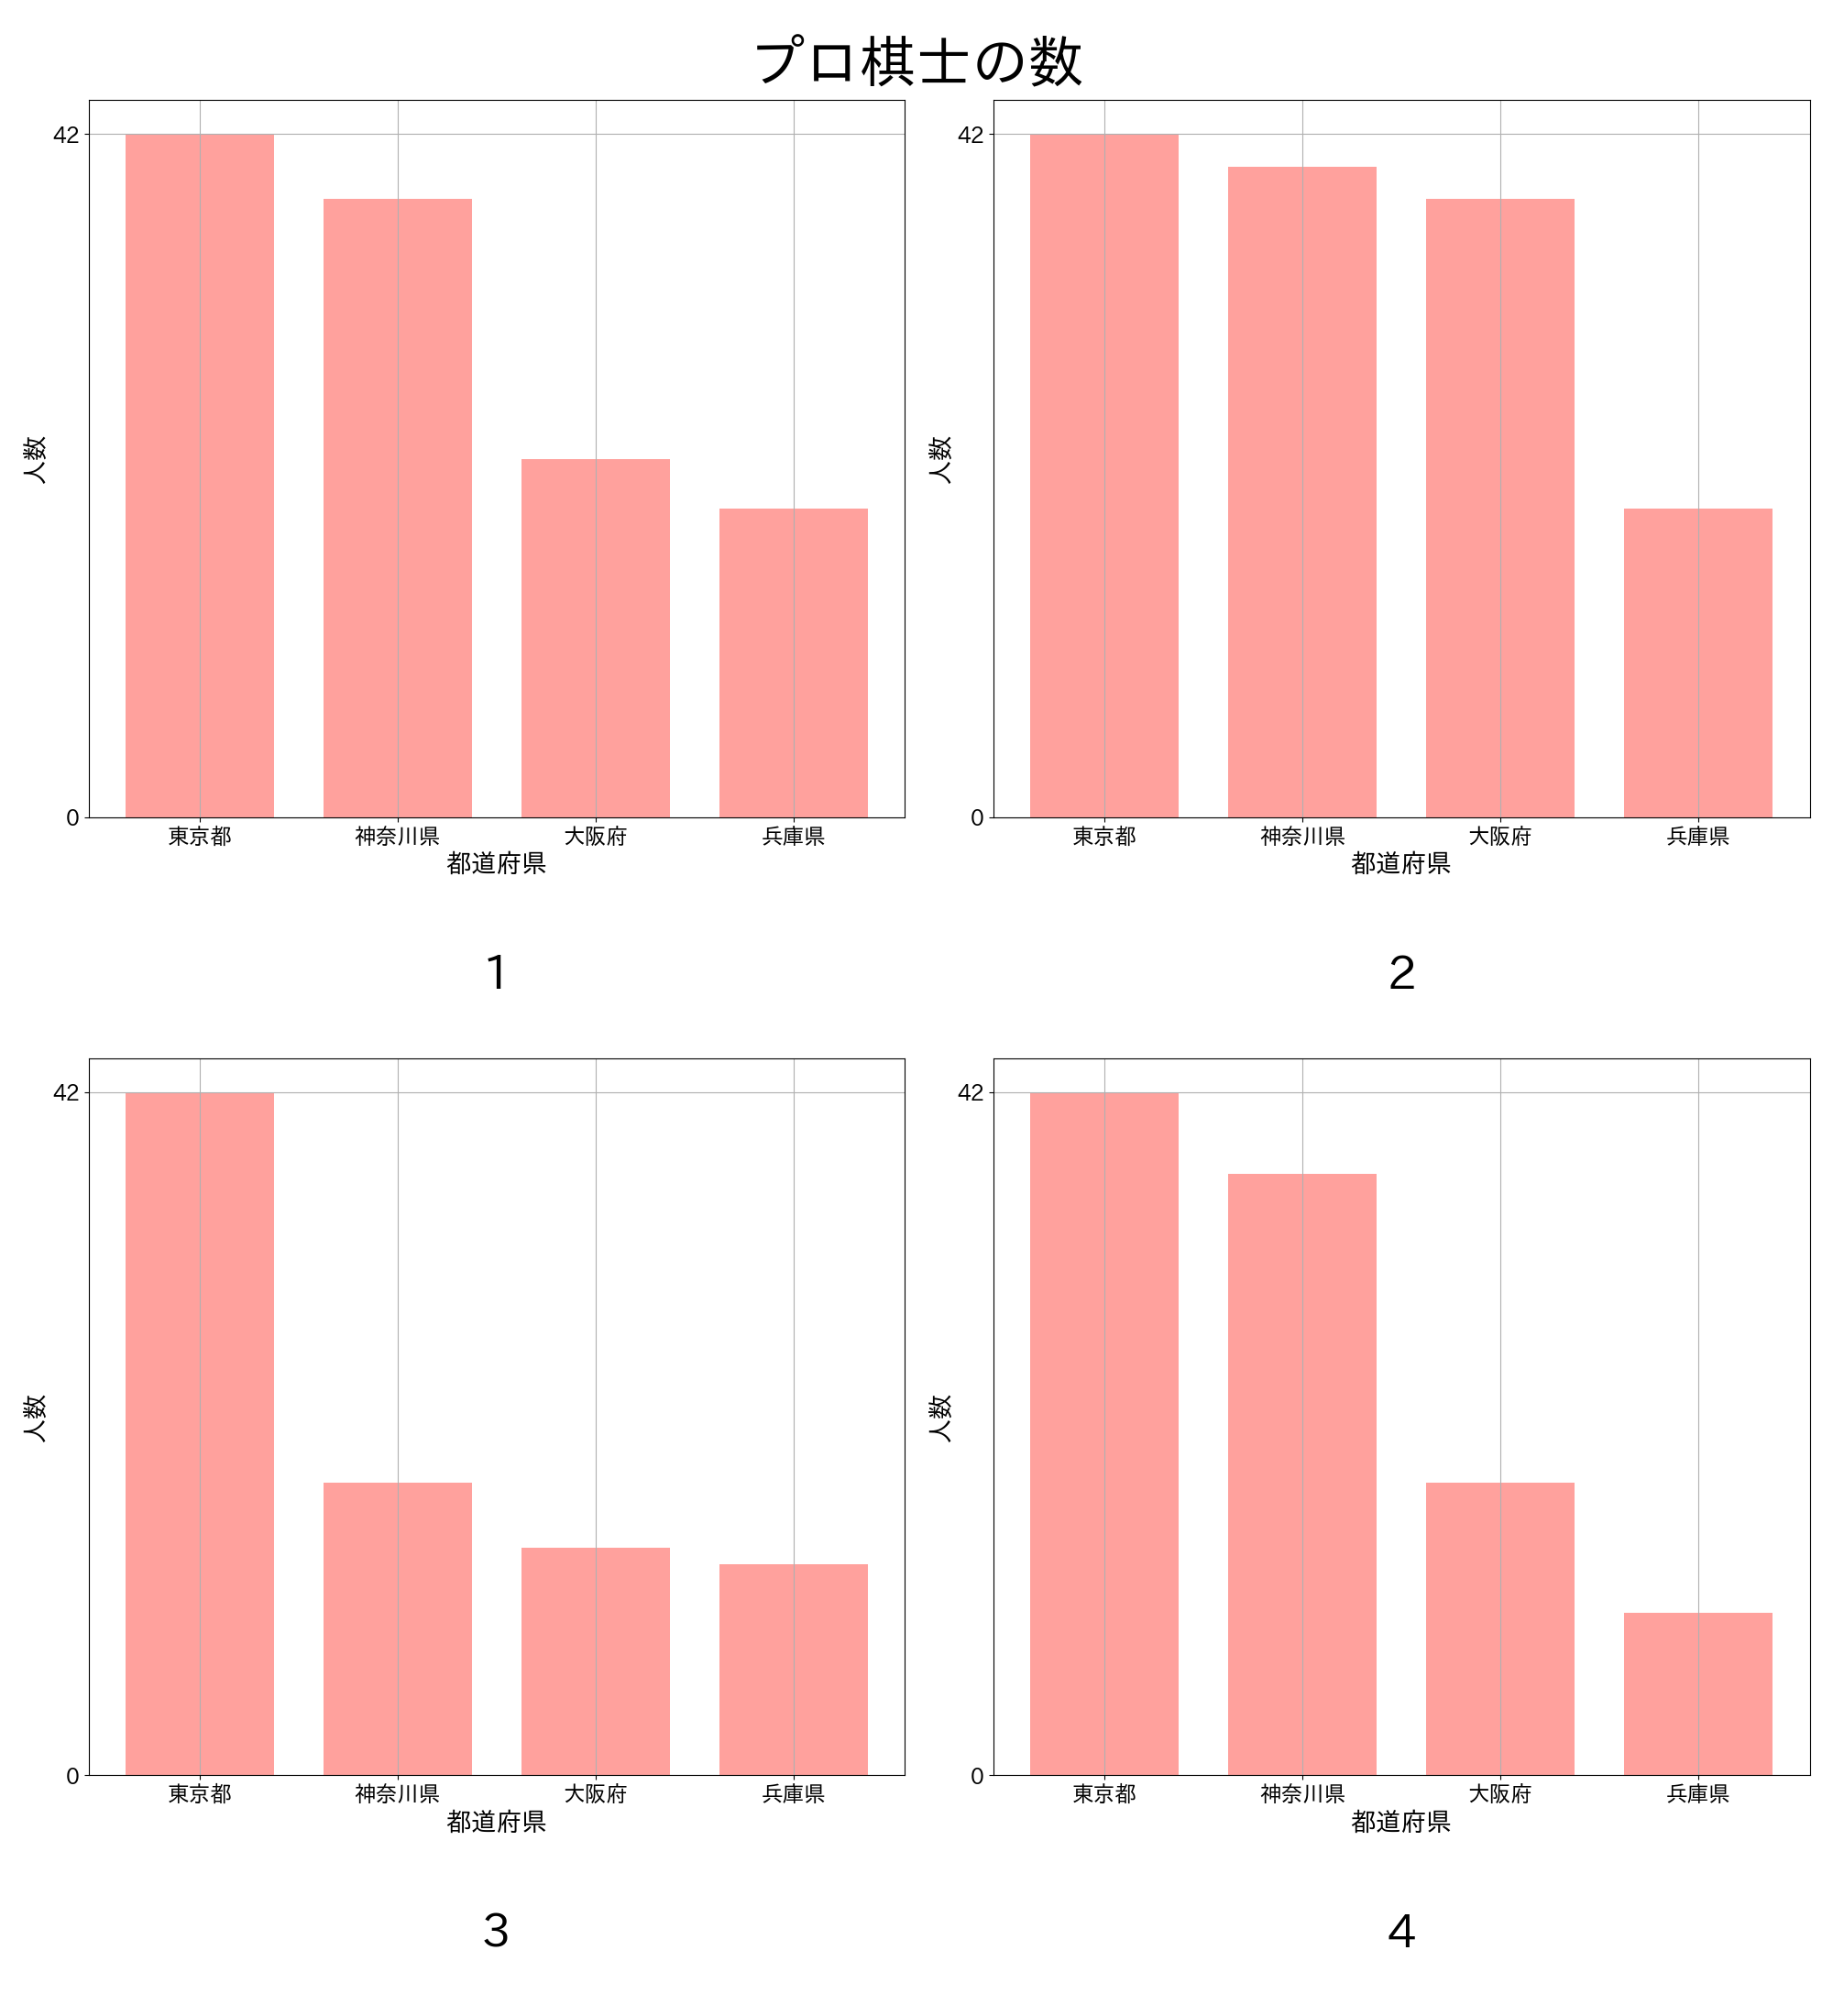 プロ棋士の数
42
0
人数
東京都 神奈川県 大阪府 兵庫県
都道府県
1
42
0
人数
東京都 神奈川県 大阪府 兵庫県
都道府県
2
42
0
人数
東京都 神奈川県 大阪府 兵庫県
都道府県
3
42
0
人数
東京都 神奈川県 大阪府 兵庫県
都道府県
4